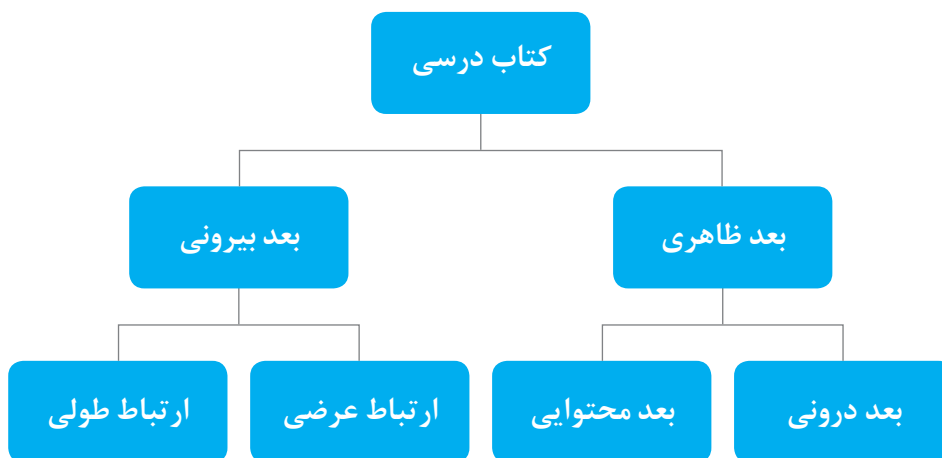 کتاب درسی
بعد ظاهری
بعد بیرونی
بعد درونی
بعد محتوایی
ارتباط عرضی
ارتباط طولی